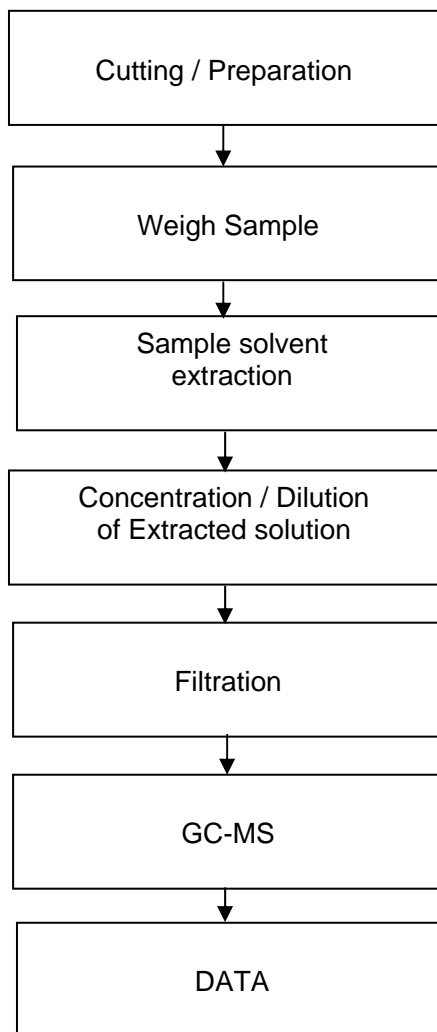 Cutting / Preparation
Weigh Sample
Sample solvent
extraction
Concentration / Dilution
of Extracted solution
Filtration
GC-MS
DATA